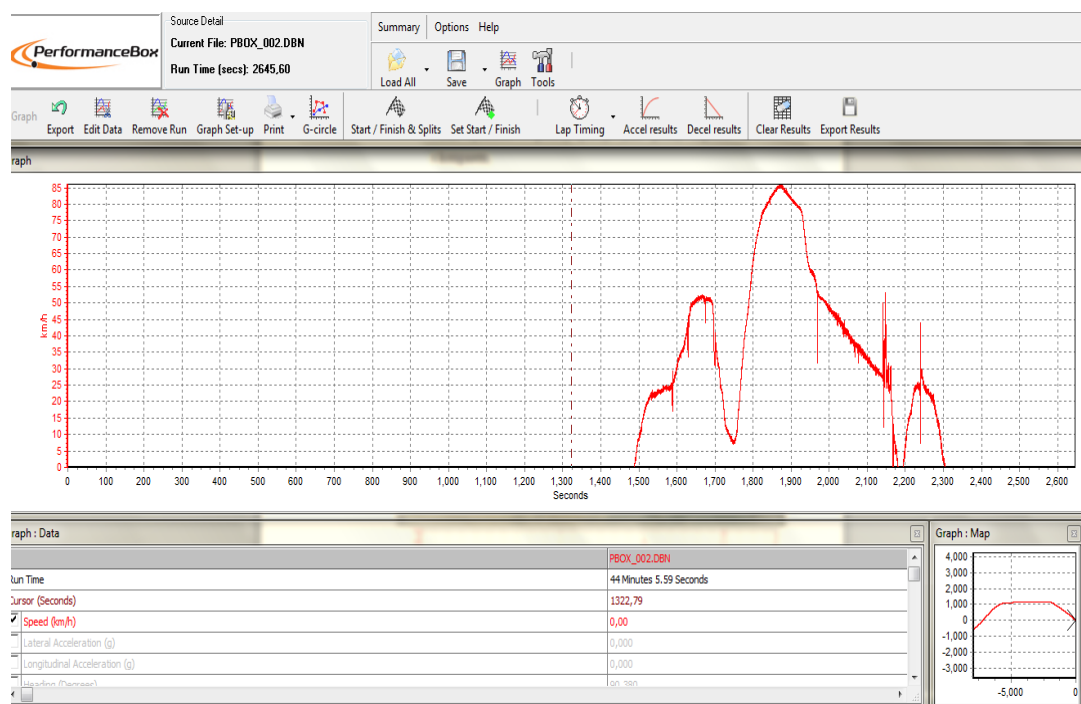 PerformanceBox
Source Detail
Current File: PBOX_002.DBN
Run Time (secs): 2645,60
Summary Options Help
Load All Save Graph Tools
Graph
Export Edit Data Remove Run Graph Set-up Print G-circle Start / Finish & Splits Set Start / Finish Lap Timing Accel results Decel results Clear Results Export Results
raph
85
80
75
70
65
60
55
50
45
40
35
30
25
20
15
10
5
0
km/h
0 100 200 300 400 500 600 700 800 900 1,000 1,100 1,200 1,300 1,400 1,500 1,600 1,700 1,800 1,900 2,000 2,100 2,200 2,300 2,400 2,500 2,600
Seconds
raph : Data
PBOX_002.DBN
Run Time 44 Minutes 5.59 Seconds
Cursor (Seconds) 1322,79
Speed (km/h) 0,00
Lateral Acceleration (g) 0,000
Longitudinal Acceleration (g) 0,000
Heading (Degrees) 90,380
Graph : Map
4,000
3,000
2,000
1,000
0
-1,000
-2,000
-3,000
-5,000 0